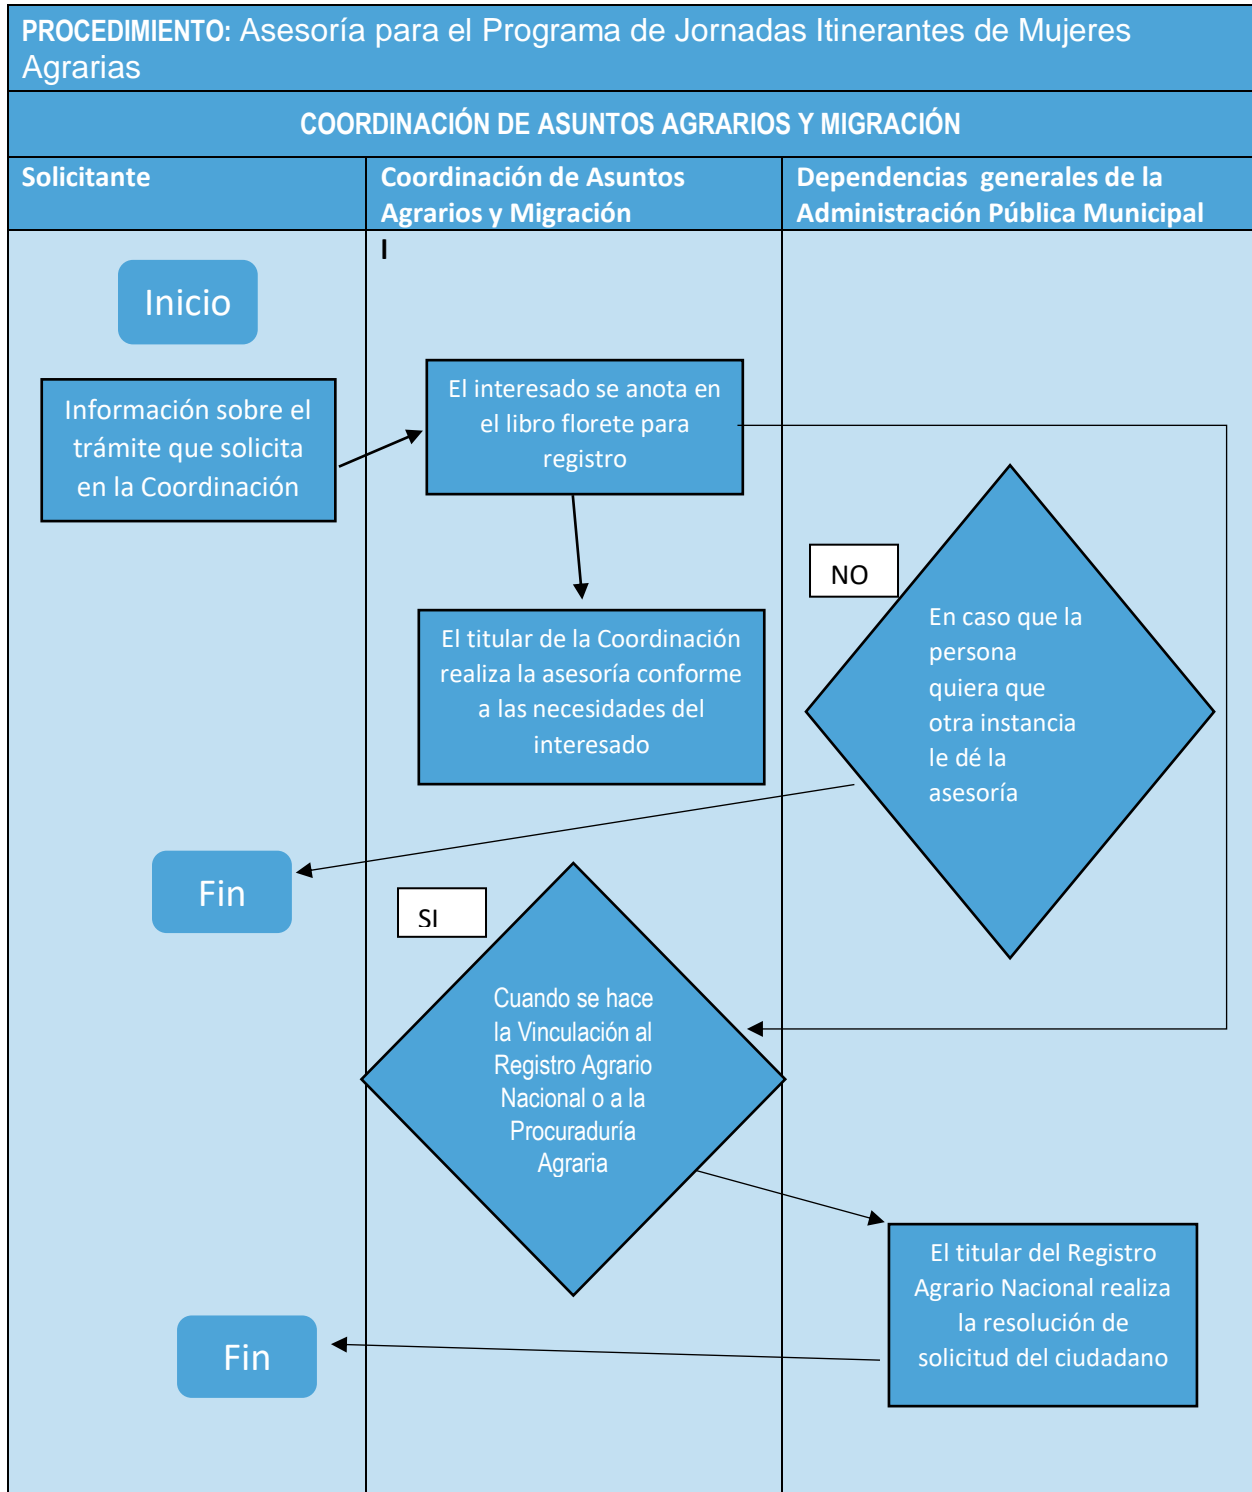 PROCEDIMIENTO: Asesoría para el Programa de Jornadas Itinerantes de Mujeres
Agrarias
COORDINACIÓN DE ASUNTOS AGRARIOS Y MIGRACIÓN
Solicitante
Coordinación de Asuntos
Agrarios y Migración
Dependencias generales de la
Administración Pública Municipal
I
Inicio
Información sobre el
trámite que solicita
en la Coordinación
El interesado se anota en
el libro florete para
registro
El titular de la Coordinación
realiza la asesoría conforme
a las necesidades del
interesado
NO
En caso que la
persona
quiera que
otra instancia
le dé la
asesoría
Fin
SI
Cuando se hace
la Vinculación al
Registro Agrario
Nacional o a la
Procuraduría
Agraria
El titular del Registro
Agrario Nacional realiza
la resolución de
solicitud del ciudadano
Fin